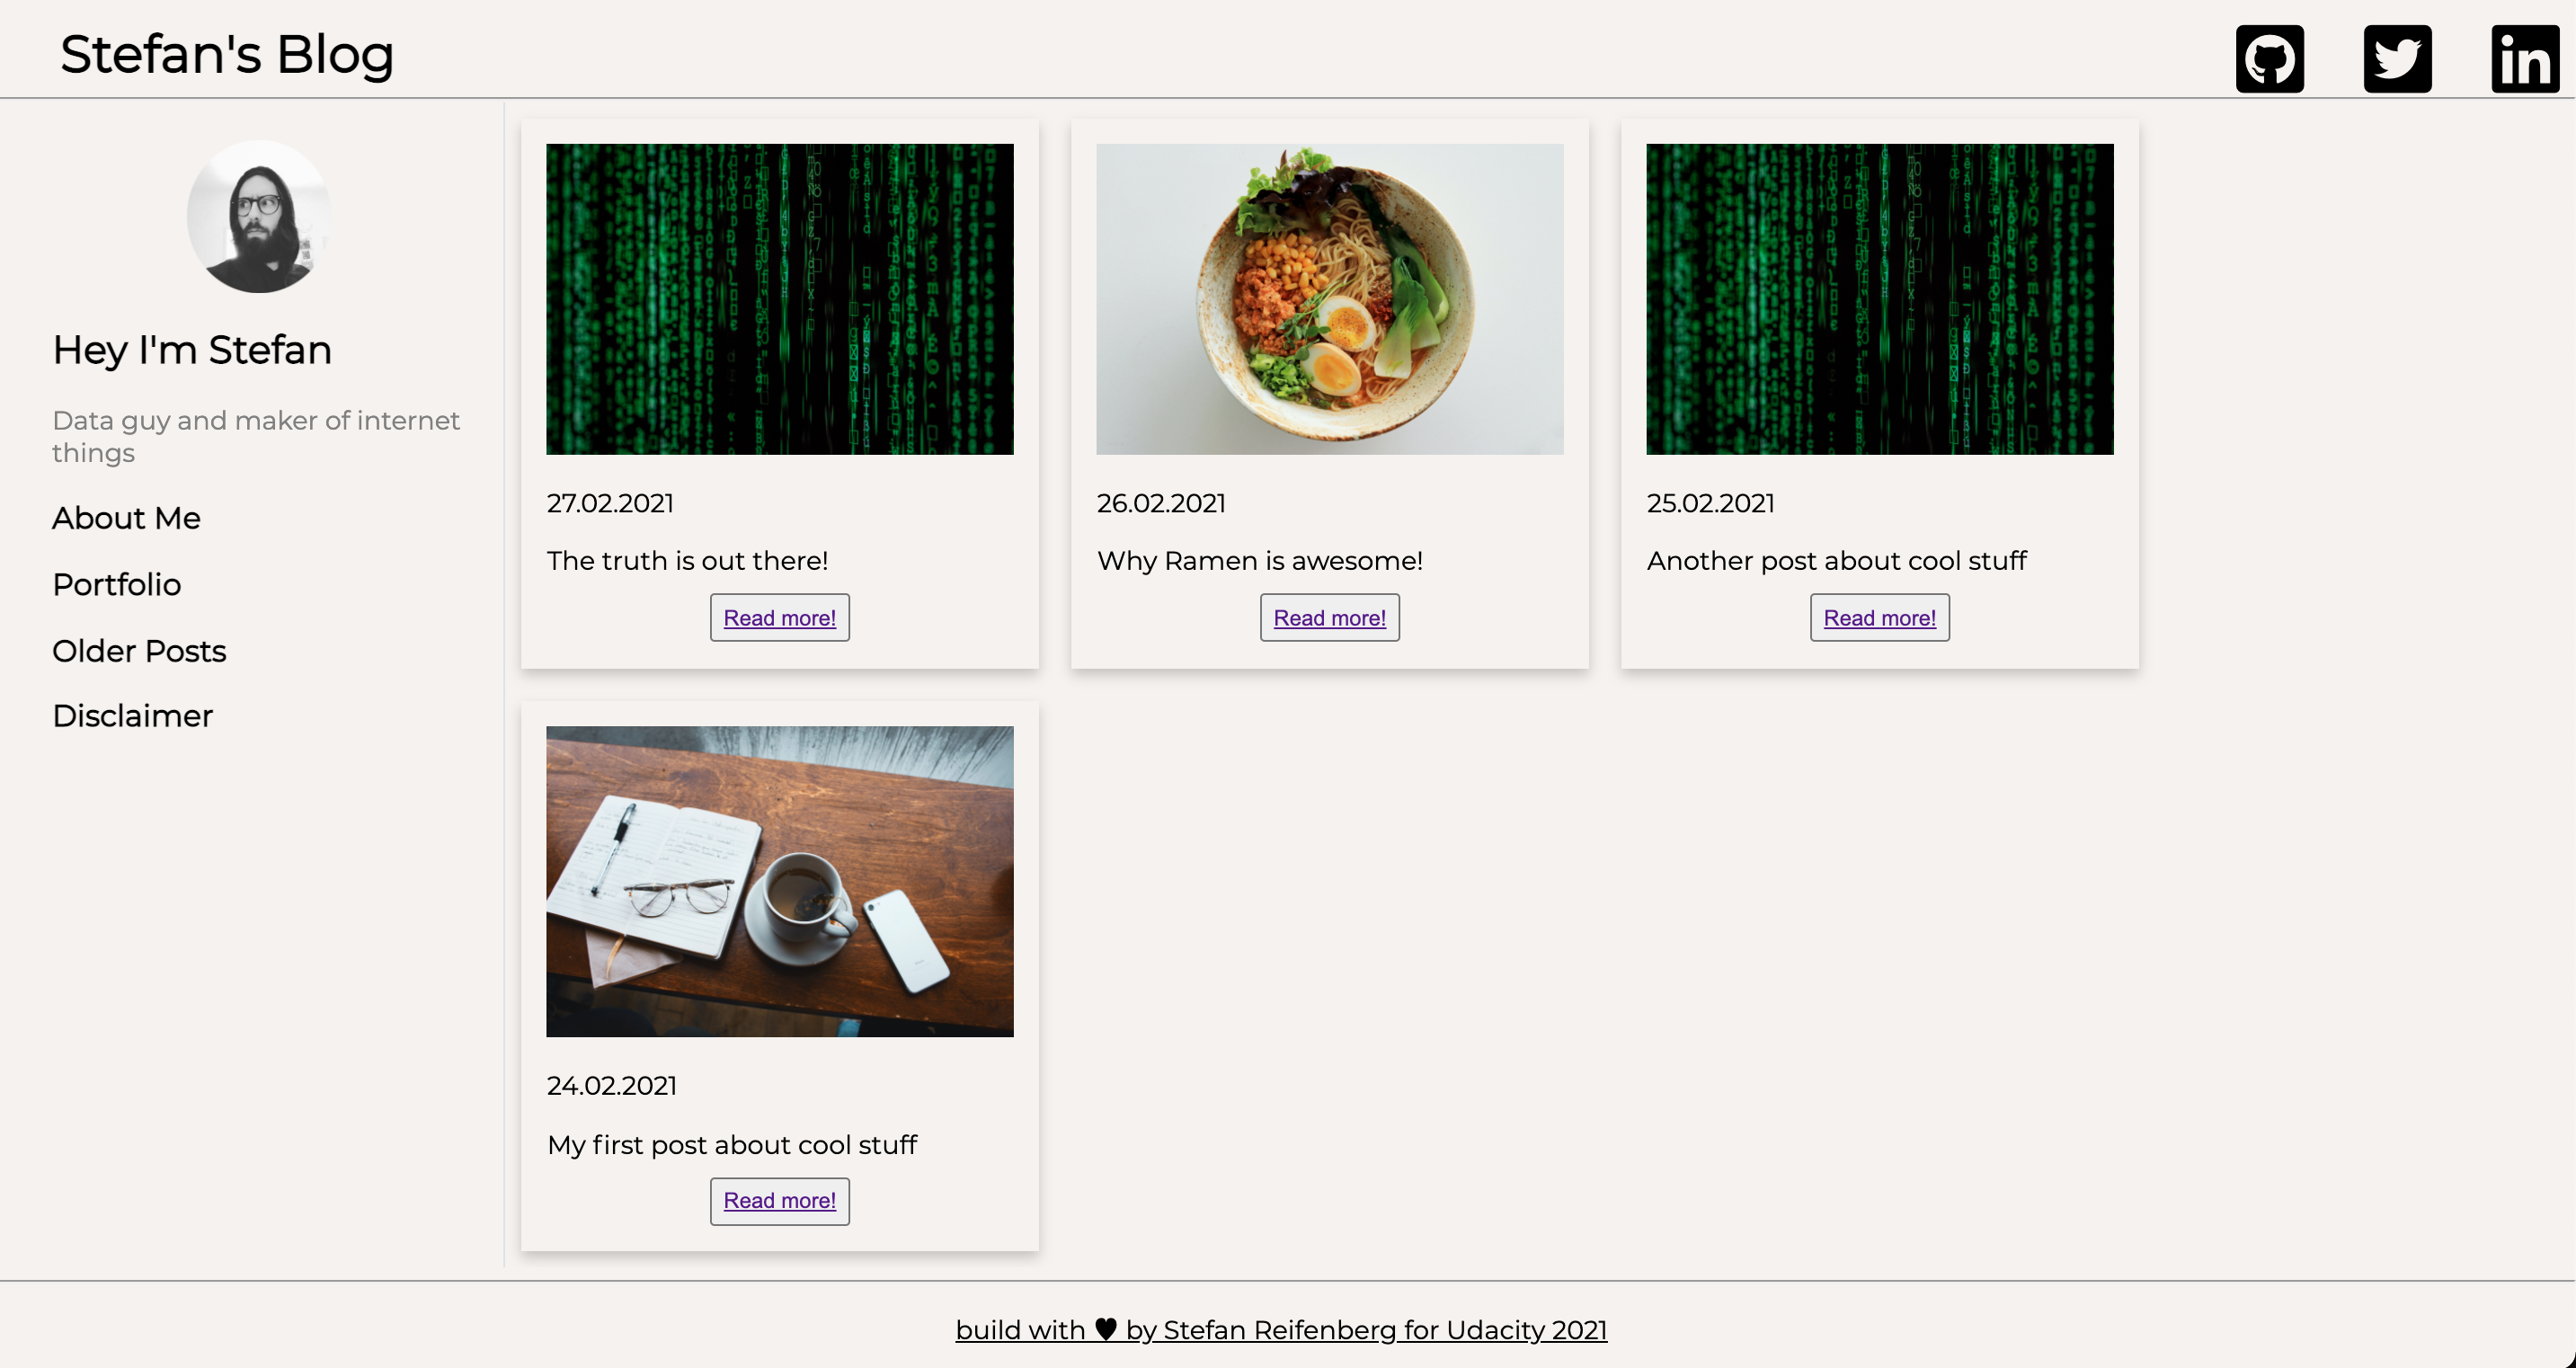 Stefan's Blog
in
Hey I'm Stefan
Data guy and maker of internet
things
About Me
Portfolio
Older Posts
Disclaimer
27.02.2021
The truth is out there!
Read more!
26.02.2021
Why Ramen is awesome!
Read more!
25.02.2021
Another post about cool stuff
Read more!
24.02.2021
My first post about cool stuff
Read more!
build with ♥ by Stefan Reifenberg for Udacity 2021